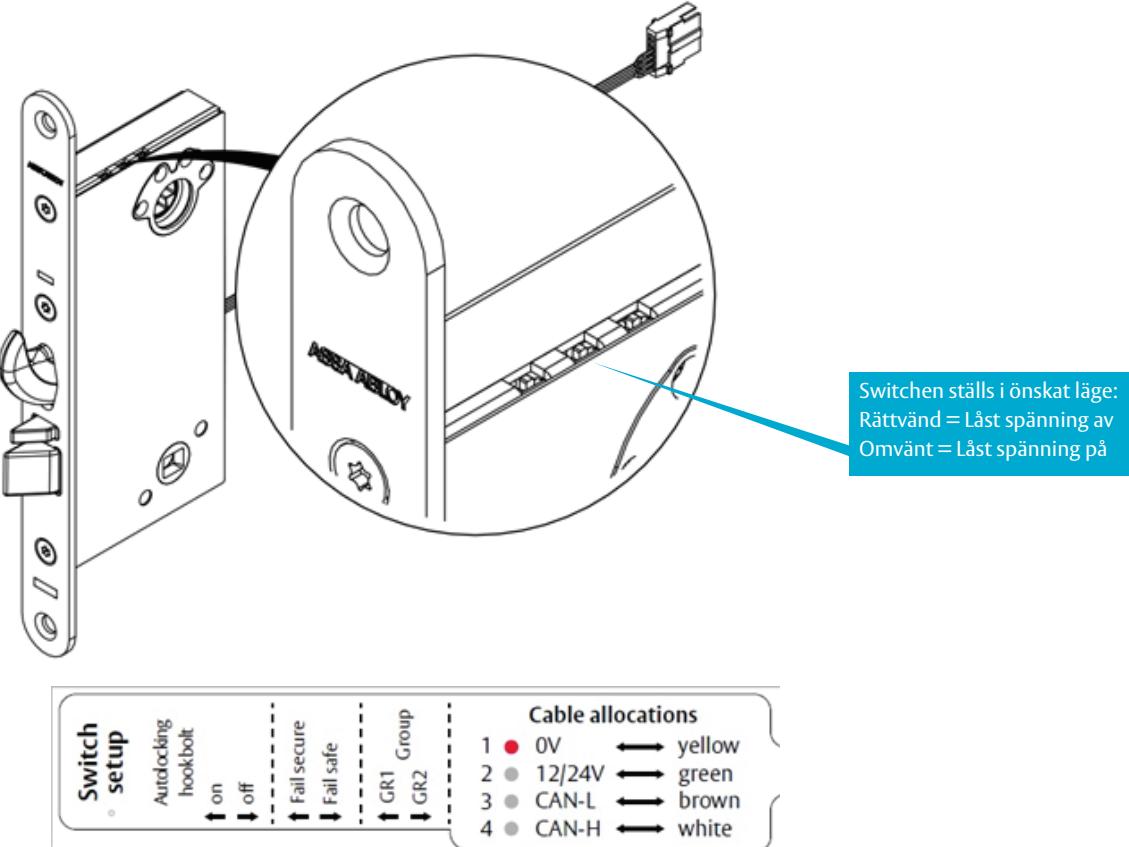 ASSA ABLOY
Switchen ställs i önskat läge:
Rättvänd = Låst spänning av
Omvänt = Låst spänning på
Switch
setup
Autolocking
hookbolt
on
off
Fail secure
Fail safe
Group
GR1
GR2
Cable allocations
1 0V yellow
2 12/24V green
3 CAN-L brown
4 CAN-H white